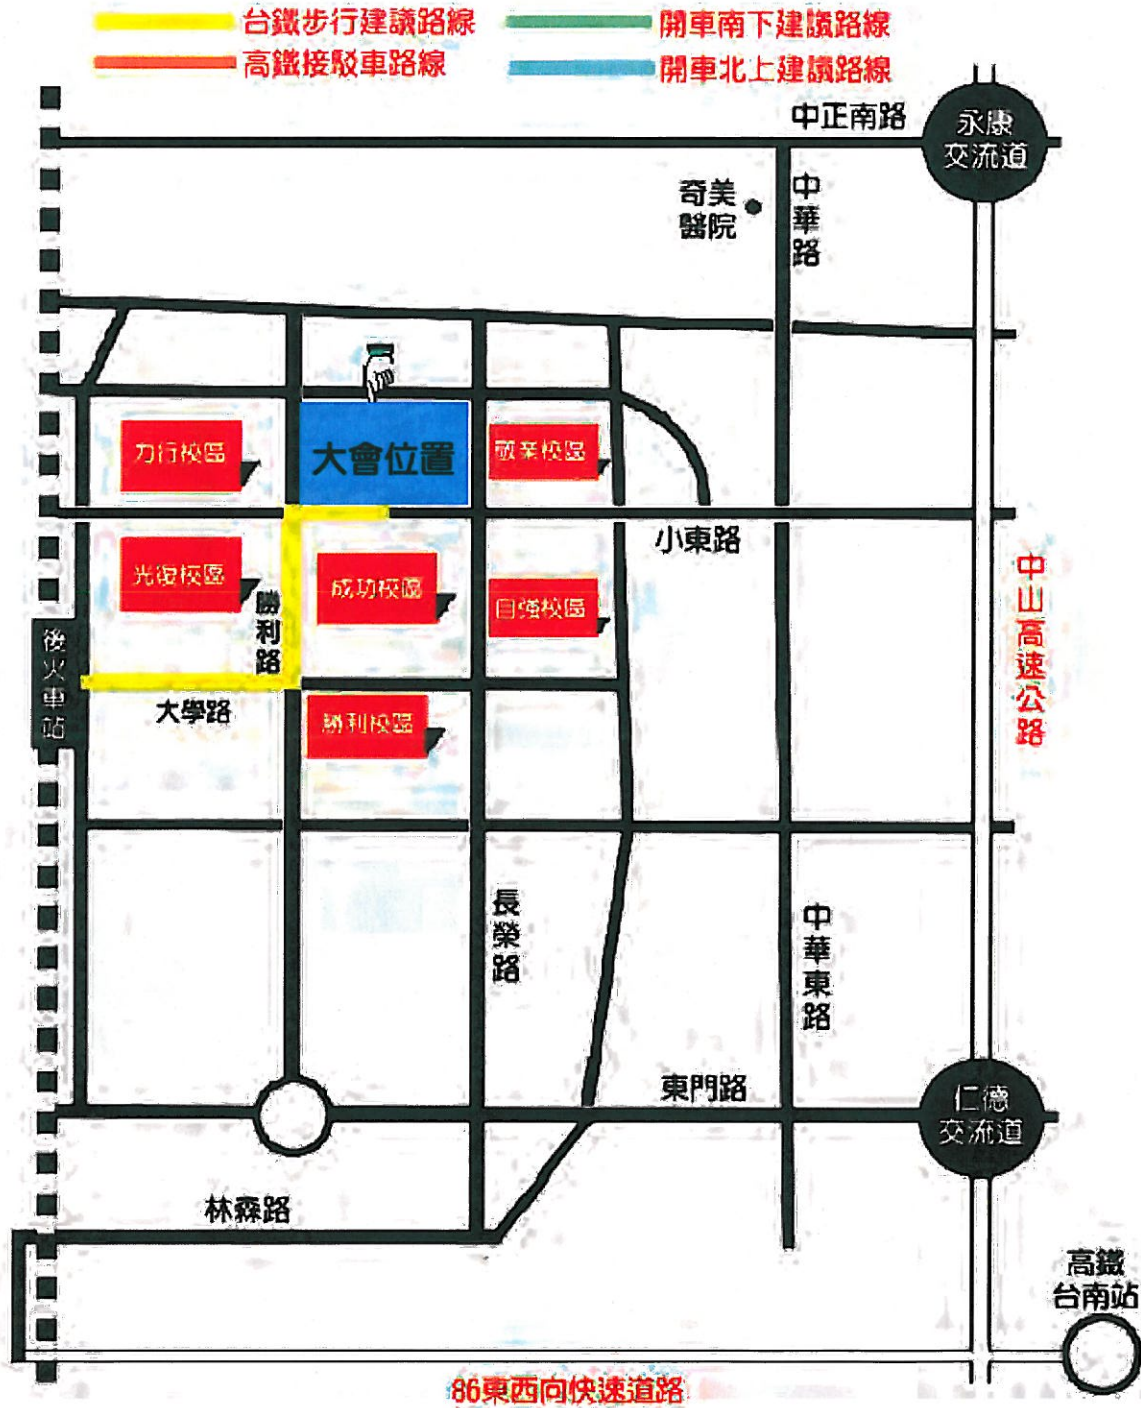 台鐵步行建議路線
開車南下建議路線
高鐵接駁車路線
開車北上建議路線
中正南路
永康
交流道
奇美
醫院
中華路
力行校區
大會位置
敬業校區
小東路
光復校區
成功校區
自強校區
勝利路
中山高速公路
後火車站
大學路
勝利校區
長榮路
中華東路
東門路
仁德
交流道
林森路
高鐵
台南站
86東西向快速道路